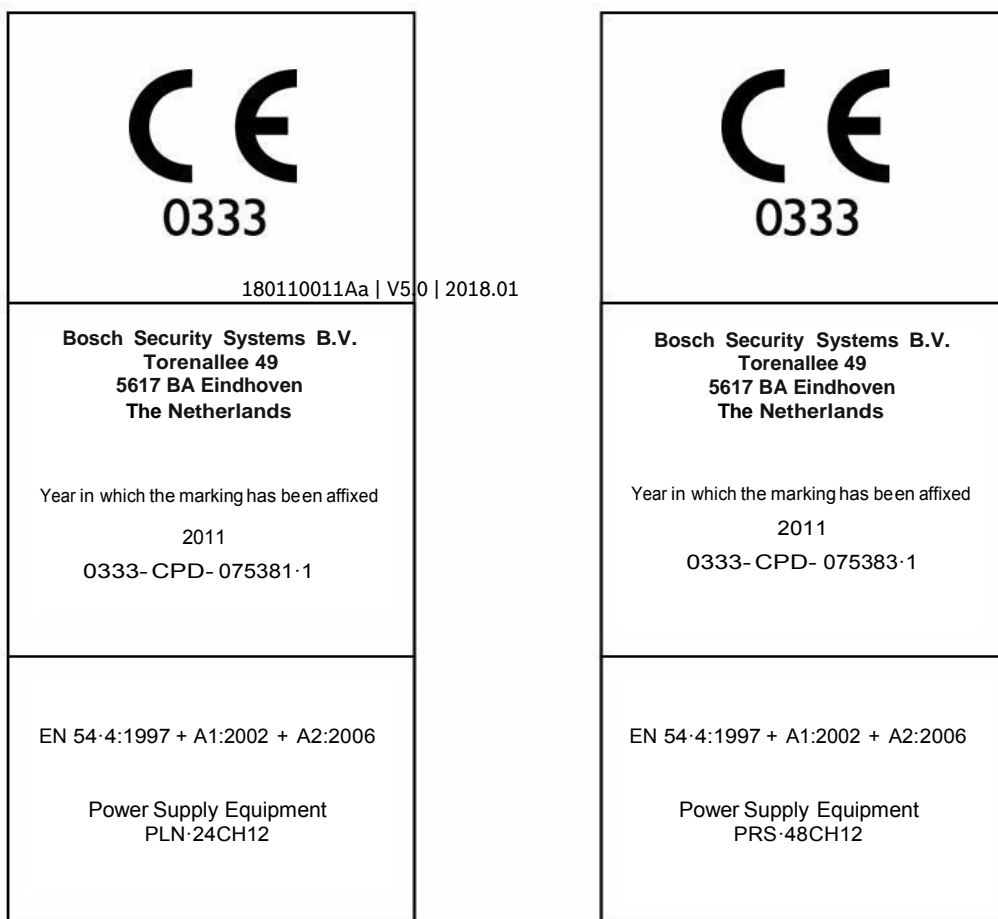 CE
0333
180110011Aa | V5.0 | 2018.01
Bosch Security Systems B.V.
Torenallee 49
5617 BA Eindhoven
The Netherlands
Year in which the marking has been affixed
2011
0333-CPD-075381·1
EN 54·4:1997 + A1:2002 + A2:2006
Power Supply Equipment
PLN·24CH12
CE
0333
Bosch Security Systems B.V.
Torenallee 49
5617 BA Eindhoven
The Netherlands
Year in which the marking has been affixed
2011
0333-CPD-075383·1
EN 54·4:1997 + A1:2002 + A2:2006
Power Supply Equipment
PRS·48CH12